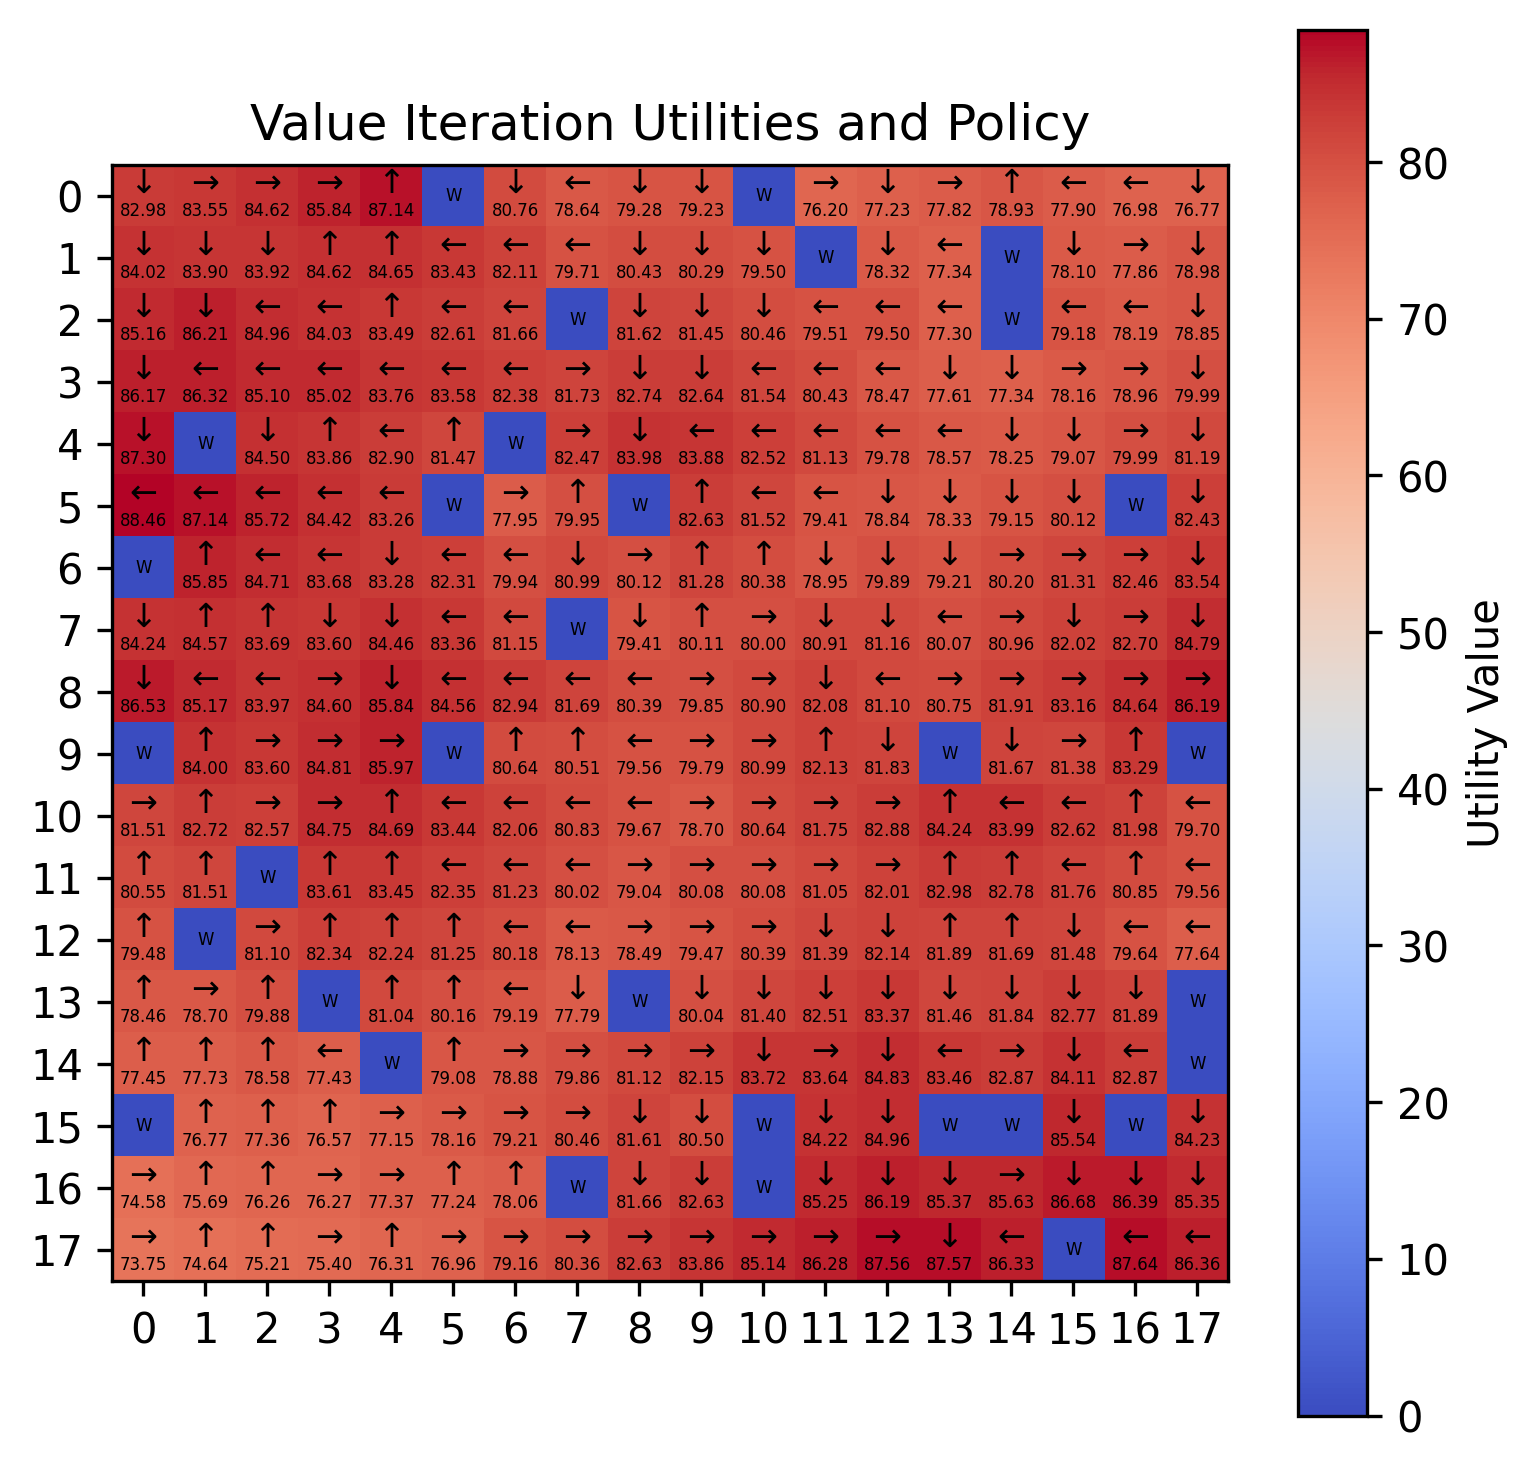 Value Iteration Utilities and Policy
0 ↓ → → → ↑ W ↓ ← ↓ ↓ W → ↓ → ↑ ← ← ↓
82.98 83.55 84.62 85.84 87.14 80.76 78.64 79.28 79.23 76.20 77.23 77.82 78.93 77.90 76.98 76.77
1 ↓ ↓ ↓ ↑ ↑ ← ← ← ↓ ↓ ↓ W ↓ ← W ↓ → ↓
84.02 83.90 83.92 84.62 84.65 83.43 82.11 79.71 80.43 80.29 79.50 78.32 77.34 78.10 77.86 78.98
2 ↓ ↓ ← ← ↑ ← ← W ↓ ↓ ↓ ← ← ← W ← ← ↓
85.16 86.21 84.96 84.03 83.49 82.61 81.66 81.62 81.45 80.46 79.51 79.50 77.30 79.18 78.19 78.85
3 ↓ ← ← ← ← ← ← → ↓ ↓ ← ← ← ↓ ↓ → → ↓
86.17 86.32 85.10 85.02 83.76 83.58 82.38 81.73 82.74 82.64 81.54 80.43 78.47 77.61 77.34 78.16 78.96 79.99
4 ↓ W ↓ ↑ ← ↑ W → ↓ ← ← ← ← ← ↓ ↓ → ↓
87.30 84.50 83.86 82.90 81.47 82.47 83.98 83.88 82.52 81.13 79.78 78.57 78.25 79.07 79.99 81.19
5 ← ← ← ← ← W → ↑ W ↑ ← ← ↓ ↓ ↓ ↓ W ↓
88.46 87.14 85.72 84.42 83.26 77.95 79.95 82.63 81.52 79.41 78.84 78.33 79.15 80.12 82.43
6 W ↑ ← ← ↓ ← ← ↓ → ↑ ↑ ↓ ↓ ↓ → → → ↓
85.85 84.71 83.68 83.28 82.31 79.94 80.99 80.12 81.28 80.38 78.95 79.89 79.21 80.20 81.31 82.46 83.54
7 ↓ ↑ ↑ ↓ ↓ ← ← W ↓ ↑ → ↓ ↓ ← → ↓ → ↓
84.24 84.57 83.69 83.60 84.46 83.36 81.15 79.41 80.11 80.00 80.91 81.16 80.07 80.96 82.02 82.70 84.79
8 ↓ ← ← → ↓ ← ← ← ← → → ↓ ← → → → → →
86.53 85.17 83.97 84.60 85.84 84.56 82.94 81.69 80.39 79.85 80.90 82.08 81.10 80.75 81.91 83.16 84.64 86.19
9 W ↑ → → → W ↑ ↑ ← → → ↑ ↓ W ↓ → ↑ W
84.00 83.60 84.81 85.97 80.64 80.51 79.56 79.79 80.99 82.13 81.83 81.67 81.38 83.29
10 → ↑ → → ↑ ← ← ← ← → → → → ↑ ← ← ↑ ←
81.51 82.72 82.57 84.75 84.69 83.44 82.06 80.83 79.67 78.70 80.64 81.75 82.88 84.24 83.99 82.62 81.98 79.70
11 ↑ ↑ W ↑ ↑ ← ← ← → → → → → ↑ ↑ ← ↑ ←
80.55 81.51 83.61 83.45 82.35 81.23 80.02 79.04 80.08 80.08 81.05 82.01 82.98 82.78 81.76 80.85 79.56
12 ↑ W → ↑ ↑ ↑ ← ← → → → ↓ ↓ ↑ ↑ ↓ ← ←
79.48 81.10 82.34 82.24 81.25 80.18 78.13 78.49 79.47 80.39 81.39 82.14 81.89 81.69 81.48 79.64 77.64
13 ↑ → ↑ W ↑ ↑ ← ↓ W ↓ ↓ ↓ ↓ ↓ ↓ ↓ ↓ W
78.46 78.70 79.88 81.04 80.16 79.19 77.79 80.04 81.40 82.51 83.37 81.46 81.84 82.77 81.89
14 ↑ ↑ ↑ ← W ↑ → → → → ↓ → ↓ ← → ↓ ← W
77.45 77.73 78.58 77.43 79.08 78.88 79.86 81.12 82.15 83.72 83.64 84.83 83.46 82.87 84.11 82.87
15 W ↑ ↑ ↑ → → → → ↓ ↓ W ↓ ↓ W W ↓ W ↓
76.77 77.36 76.57 77.15 78.16 79.21 80.46 81.61 80.50 84.22 84.96 85.54 84.23
16 → ↑ ↑ → → ↑ ↑ W ↓ ↓ W ↓ ↓ ↓ → ↓ ↓ ↓
74.58 75.69 76.26 76.27 77.37 77.24 78.06 81.66 82.63 85.25 86.19 85.37 85.63 86.68 86.39 85.35
17 → ↑ ↑ → ↑ → → → → → → → → ↓ ← W ← ←
73.75 74.64 75.21 75.40 76.31 76.96 79.16 80.36 82.63 83.86 85.14 86.28 87.56 87.57 86.33 87.64 86.36
0 1 2 3 4 5 6 7 8 9 10 11 12 13 14 15 16 17
80
70
60
50
40
30
20
10
0
Utility Value